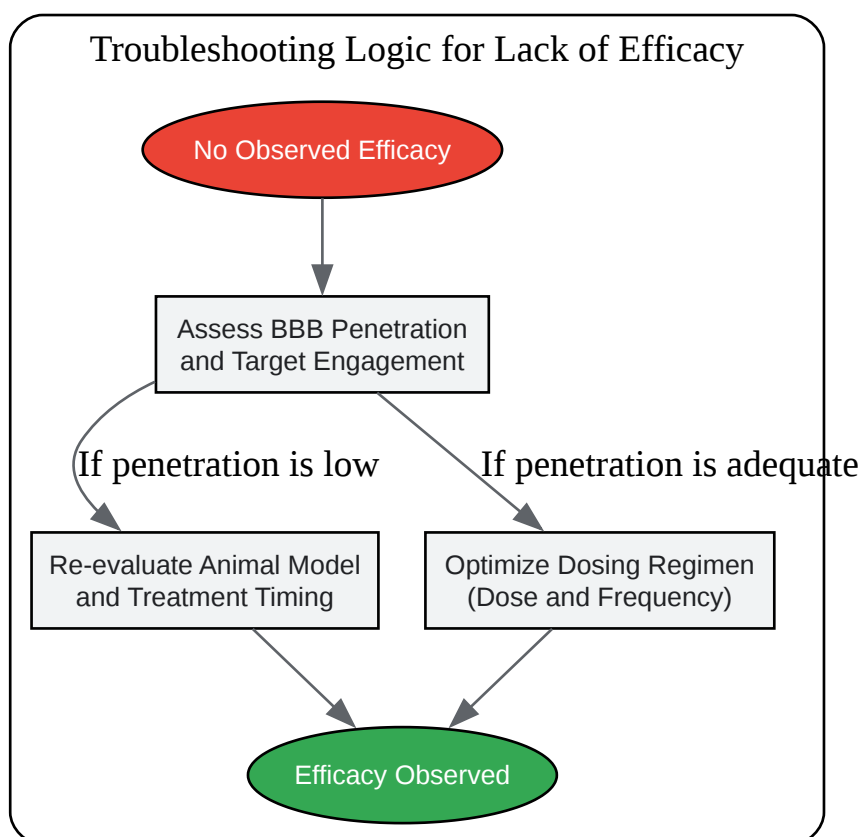 Troubleshooting Logic for Lack of Efficacy
No Observed Efficacy
Assess BBB Penetration
and Target Engagement
If penetration is low
If penetration is adequate
Re-evaluate Animal Model
and Treatment Timing
Optimize Dosing Regimen
(Dose and Frequency)
Efficacy Observed